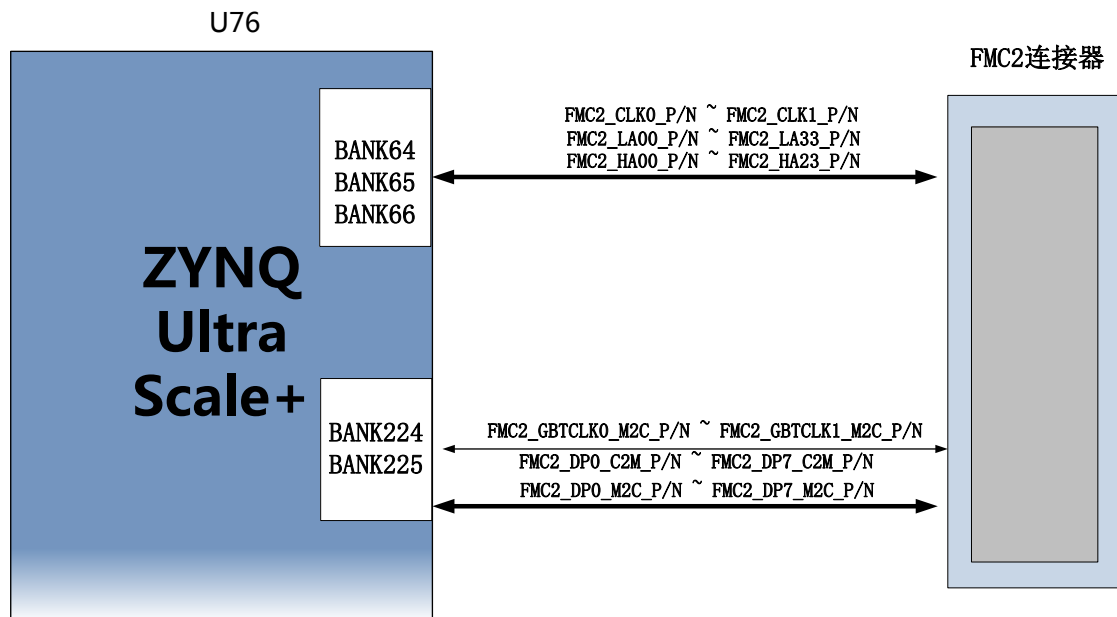 U76
FMC2连接器
BANK64
BANK65
BANK66
FMC2_CLK0_P/N ~ FMC2_CLK1_P/N
FMC2_LA00_P/N ~ FMC2_LA33_P/N
FMC2_HA00_P/N ~ FMC2_HA23_P/N
ZYNQ
Ultra
Scale+
BANK224
BANK225
FMC2_GBTCLK0_M2C_P/N ~ FMC2_GBTCLK1_M2C_P/N
FMC2_DP0_C2M_P/N ~ FMC2_DP7_C2M_P/N
FMC2_DP0_M2C_P/N ~ FMC2_DP7_M2C_P/N